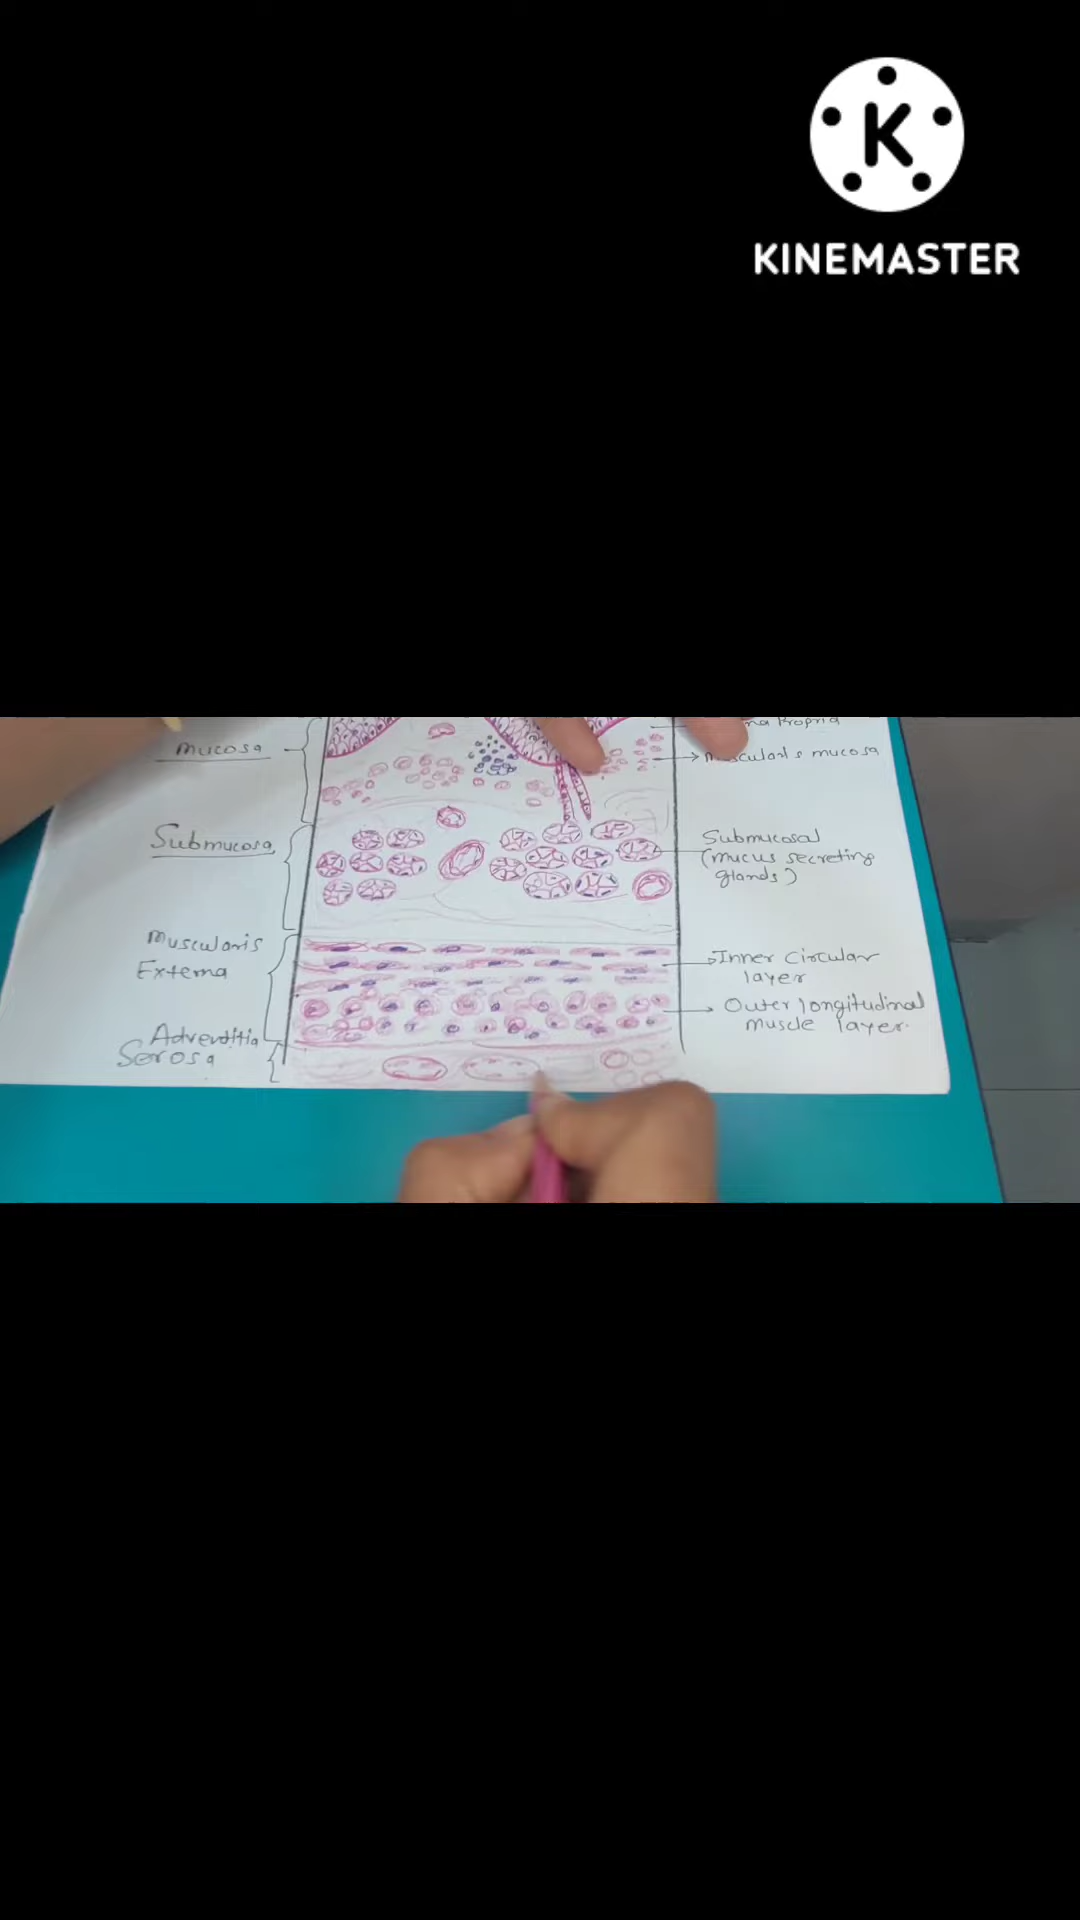 K
KINEMASTER
Propria
mucosa
mucosa
Submucosa
Submucosal
(mucus secreting
glands)
Muscularis
Externa
Inner Circular
layer
Outer longitudinal
muscle layer.
Adventitia
Serosa